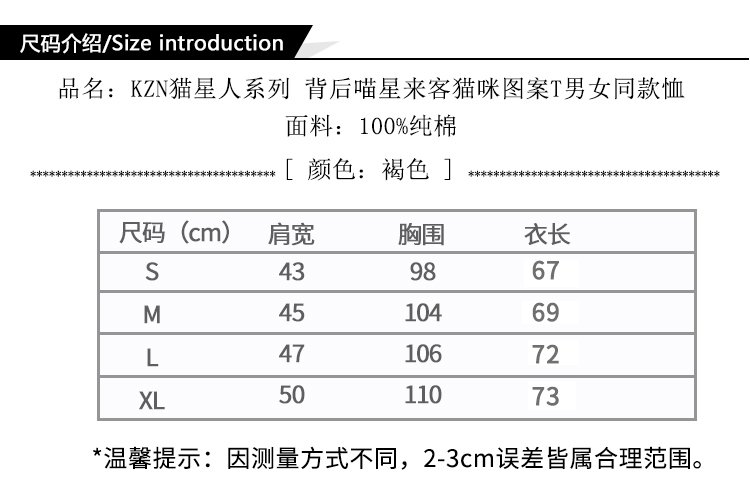 尺码介绍/Size introduction
品名：KZN猫星人系列 背后喵星来客猫咪图案T男女同款恤
面料：100%纯棉
****************************************[ 颜色：褐色 ]****************************************
尺码（cm） 肩宽 胸围 衣长
S 43 98 67
M 45 104 69
L 47 106 72
XL 50 110 73
*温馨提示：因测量方式不同，2-3cm误差皆属合理范围。